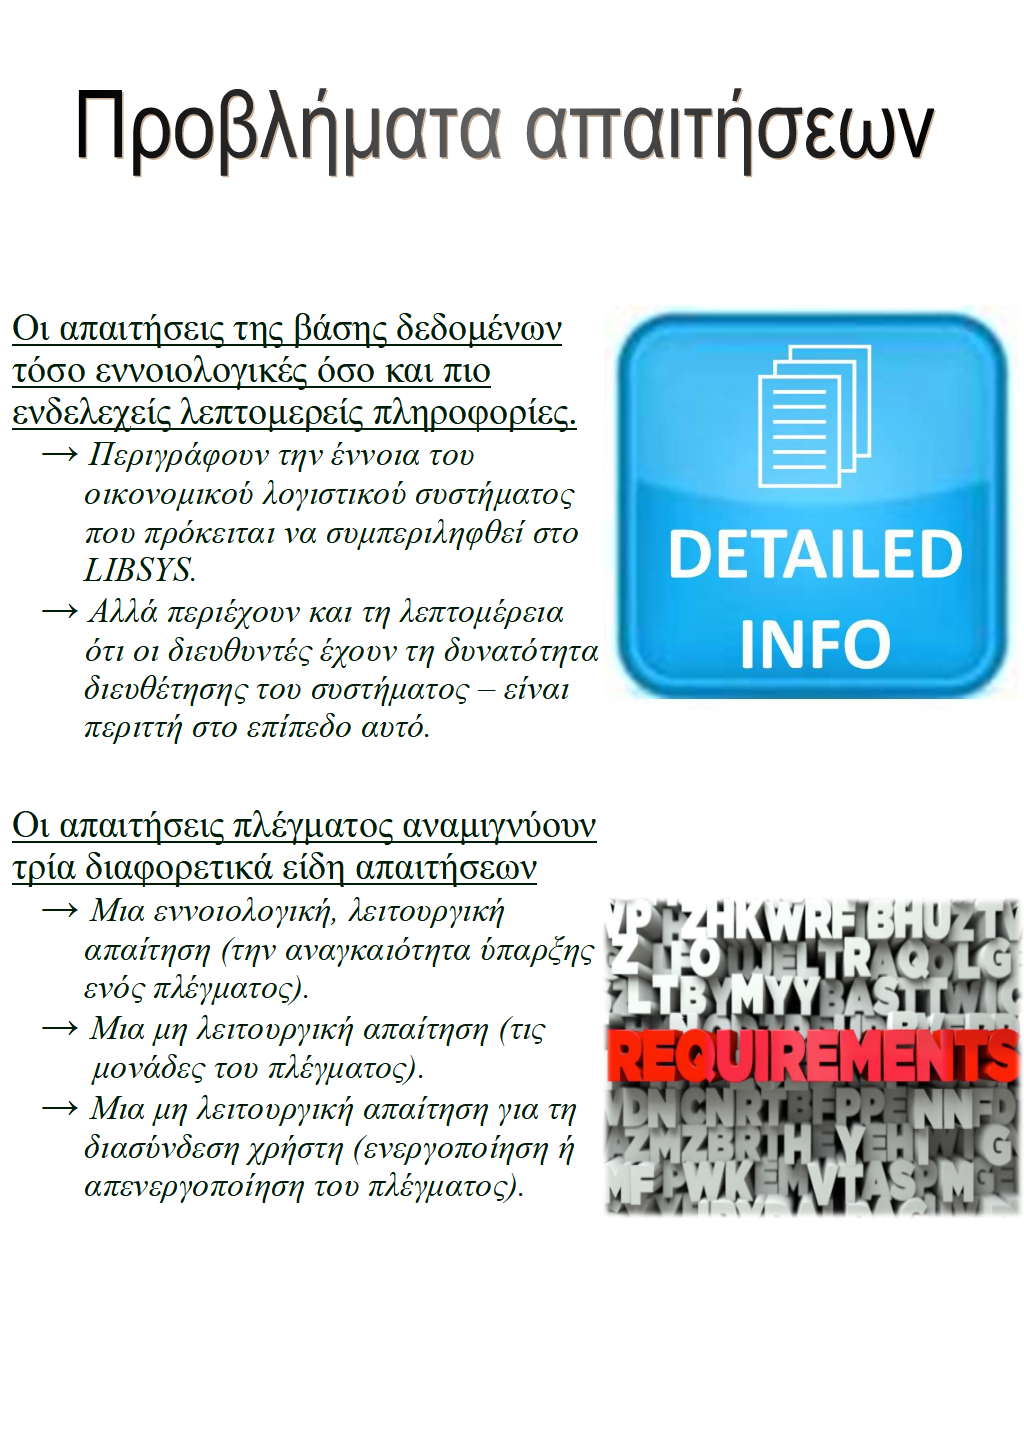 Προβλήματα απαιτήσεων
Οι απαιτήσεις της βάσης δεδομένων
τόσο εννοιολογικές όσο και πιο
ενδελεχείς λεπτομερείς πληροφορίες.
→ Περιγράφουν την έννοια του
οικονομικού λογιστικού συστήματος
που πρόκειται να συμπεριληφθεί στο
LIBSYS.
→ Αλλά περιέχουν και τη λεπτομέρεια
ότι οι διευθυντές έχουν τη δυνατότητα
διευθέτησης του συστήματος – είναι
περιττή στο επίπεδο αυτό.
DETAILED
INFO
Οι απαιτήσεις πλέγματος αναμιγνύουν
τρία διαφορετικά είδη απαιτήσεων
→ Μια εννοιολογική, λειτουργική
απαίτηση (την αναγκαιότητα ύπαρξης
ενός πλέγματος).
→ Μια μη λειτουργική απαίτηση (τις
μονάδες του πλέγματος).
→ Μια μη λειτουργική απαίτηση για τη
διασύνδεση χρήστη (ενεργοποίηση ή
απενεργοποίηση του πλέγματος).
REQUIREMENTS